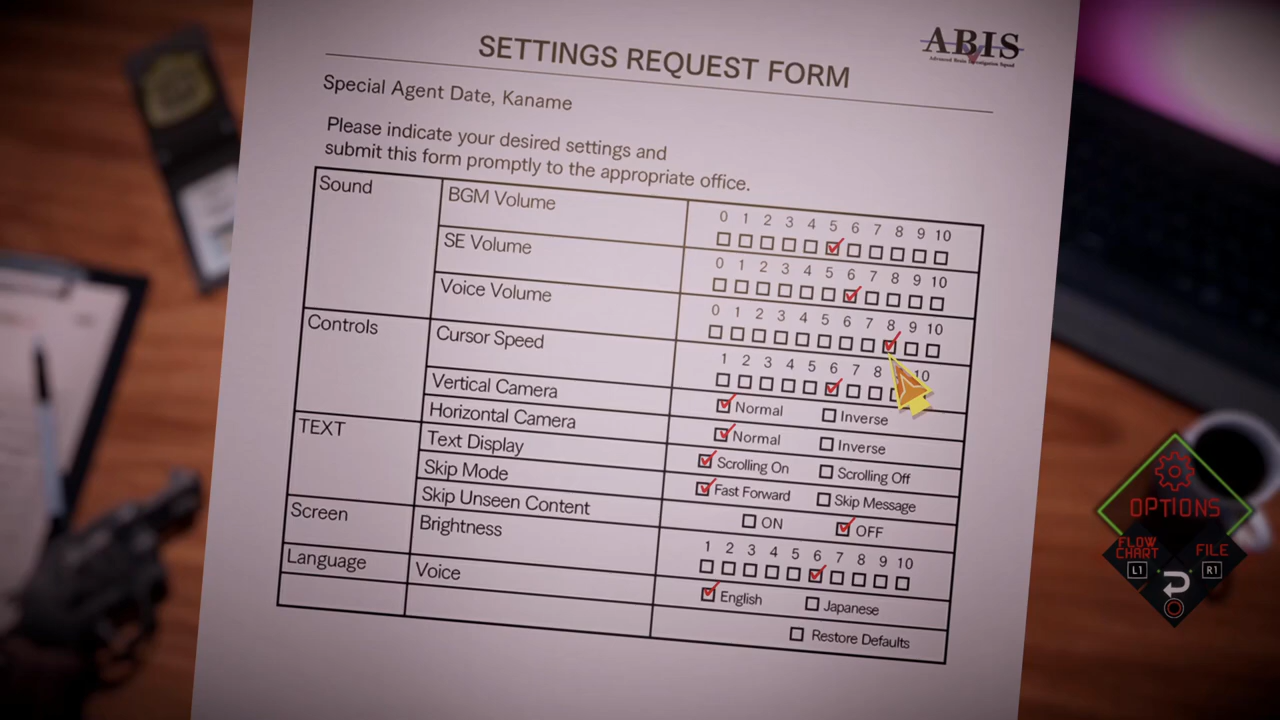 ABIS
Advanced Brain Investigation Squad
SETTINGS REQUEST FORM
Special Agent Date, Kaname
Please indicate your desired settings and
submit this form promptly to the appropriate office.
Sound
BGM Volume
0 1 2 3 4 5 6 7 8 9 10
SE Volume
0 1 2 3 4 5 6 7 8 9 10
Voice Volume
0 1 2 3 4 5 6 7 8 9 10
Controls
Cursor Speed
1 2 3 4 5 6 7 8 10
Vertical Camera
Normal Inverse
Horizontal Camera
Normal Inverse
TEXT
Text Display
Scrolling On Scrolling Off
Skip Mode
Fast Forward Skip Message
Skip Unseen Content
ON OFF
Screen
Brightness
1 2 3 4 5 6 7 8 9 10
Language
Voice
English Japanese
Restore Defaults
OPTIONS
FLOW
CHART
L1
FILE
R1